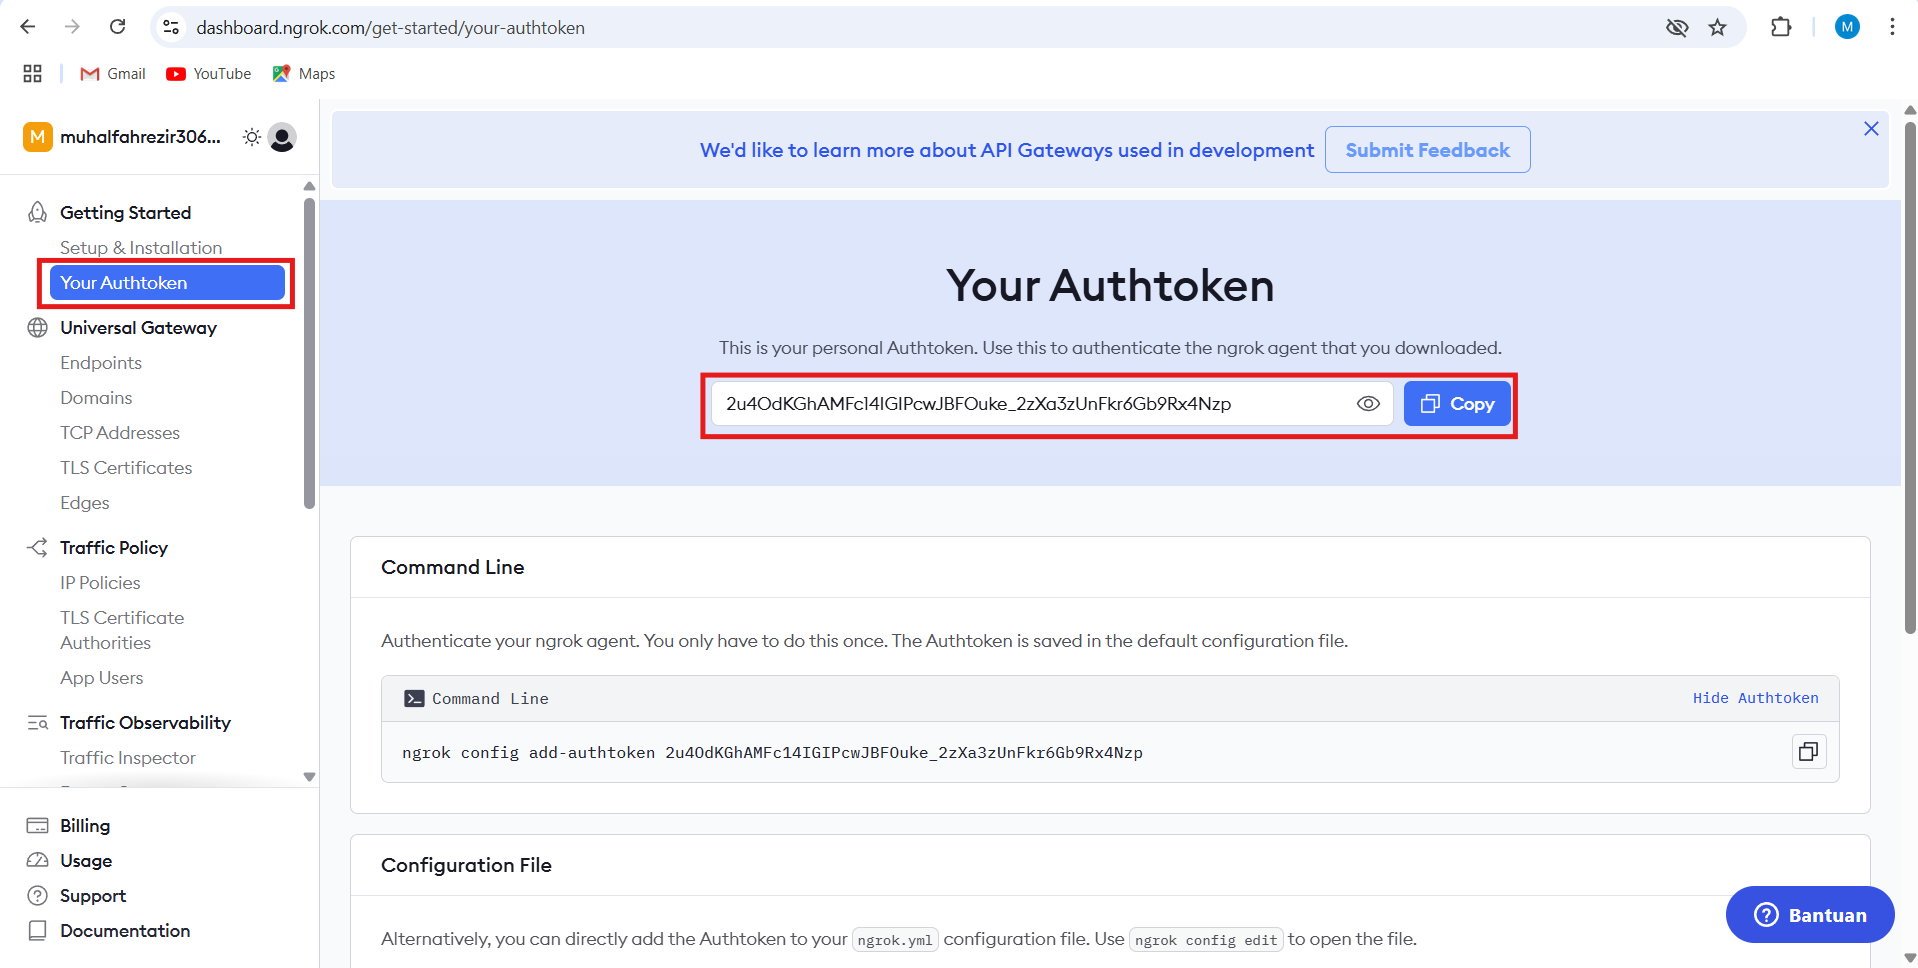 dashboard.ngrok.com/get-started/your-authtoken
M
Gmail
YouTube
Maps
M
muhalfahrezir306...
Getting Started
Setup & Installation
Your Authtoken
Universal Gateway
Endpoints
Domains
TCP Addresses
TLS Certificates
Edges
Traffic Policy
IP Policies
TLS Certificate
Authorities
App Users
Traffic Observability
Traffic Inspector
Billing
Usage
Support
Documentation
We'd like to learn more about API Gateways used in development
Submit Feedback
Your Authtoken
This is your personal Authtoken. Use this to authenticate the ngrok agent that you downloaded.
2u4OdKGhAMFc14IGIPcwJBFOuke_2zXa3zUnFkr6Gb9Rx4Nzp
Copy
Command Line
Authenticate your ngrok agent. You only have to do this once. The Authtoken is saved in the default configuration file.
Command Line
Hide Authtoken
ngrok config add-authtoken 2u4OdKGhAMFc14IGIPcwJBFOuke_2zXa3zUnFkr6Gb9Rx4Nzp
Configuration File
Alternatively, you can directly add the Authtoken to your ngrok.yml configuration file. Use ngrok config edit to open the file.
Bantuan